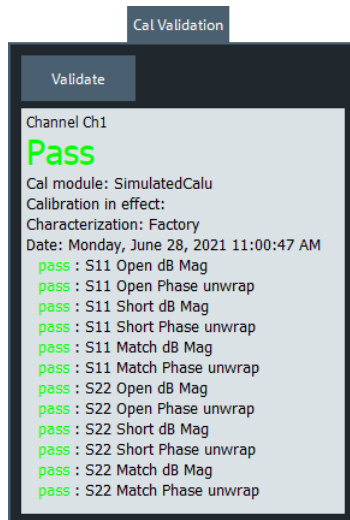 Cal Validation
Validate
Channel Ch1
Pass
Cal module: SimulatedCalu
Calibration in effect:
Characterization: Factory
Date: Monday, June 28, 2021 11:00:47 AM
pass : S11 Open dB Mag
pass : S11 Open Phase unwrap
pass : S11 Short dB Mag
pass : S11 Short Phase unwrap
pass : S11 Match dB Mag
pass : S11 Match Phase unwrap
pass : S22 Open dB Mag
pass : S22 Open Phase unwrap
pass : S22 Short dB Mag
pass : S22 Short Phase unwrap
pass : S22 Match dB Mag
pass : S22 Match Phase unwrap